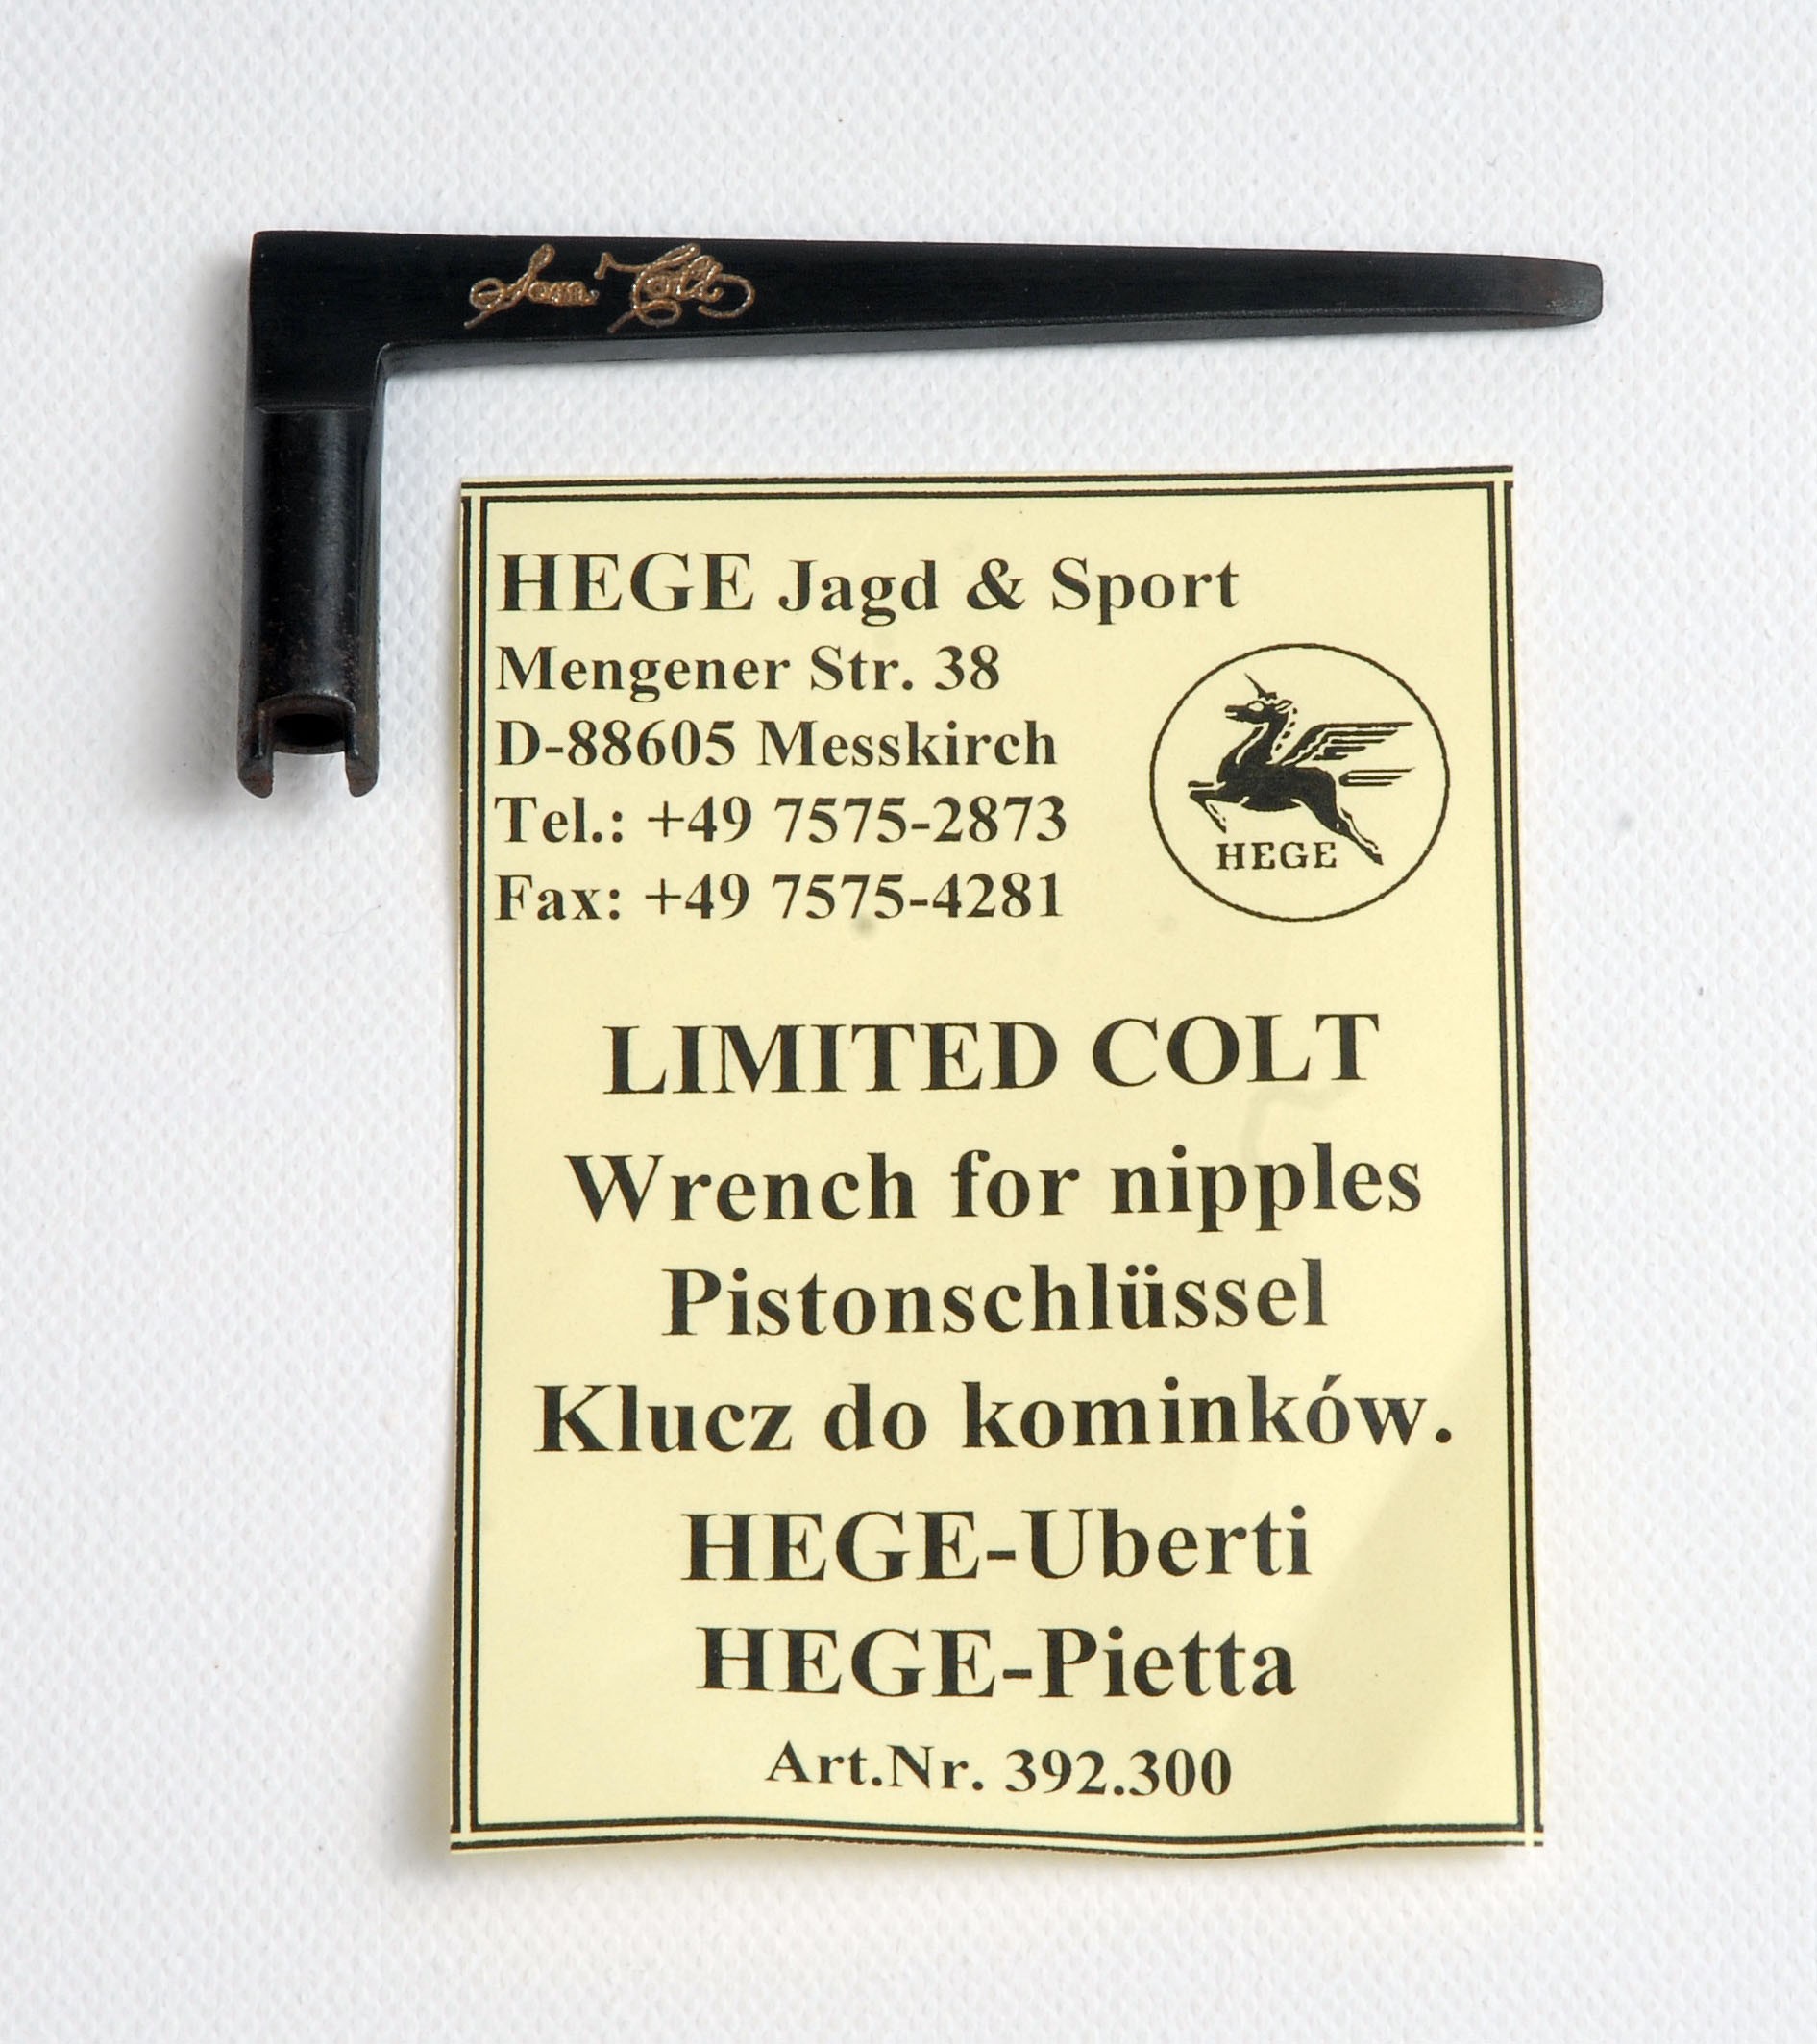 Sam Colt
HEGE Jagd & Sport
Mengener Str. 38
D-88605 Messkirch
Tel.: +49 7575-2873
Fax: +49 7575-4281
HEGE
LIMITED COLT
Wrench for nipples
Pistonschlüssel
Klucz do kominków.
HEGE-Uberti
HEGE-Pietta
Art.Nr. 392.300